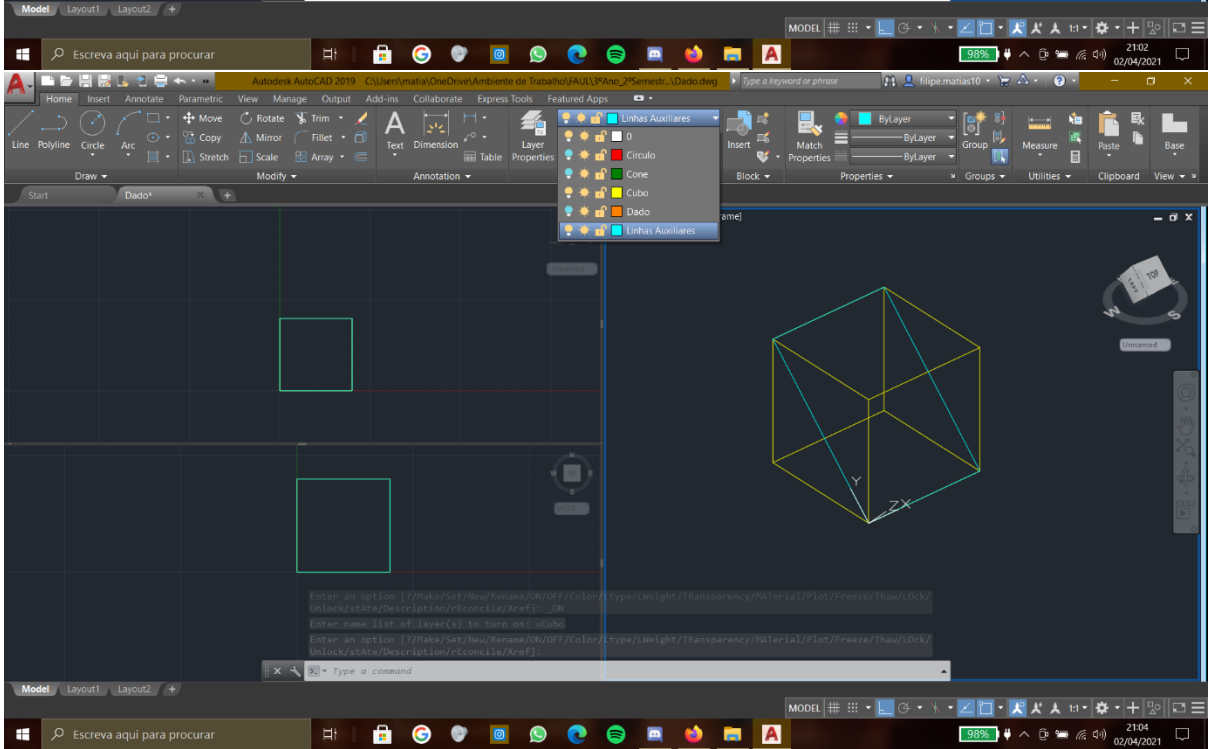 Model Layout1 Layout2 +
MODEL 1:1
Escreva aqui para procurar 98% 21:02
02/04/2021
Autodesk AutoCAD 2019 C:\Users\matia\OneDrive\Ambiente de Trabalho\FAUL\3ºAno_2ºSemestr...\Dado.dwg Type a keyword or phrase filipe.matias10
Home Insert Annotate Parametric View Manage Output Add-ins Collaborate Express Tools Featured Apps
Move Rotate Trim Linhas Auxiliares ByLayer
Line Polyline Circle Arc Copy Mirror Fillet Text Dimension Layer Properties Insert Match Properties ByLayer Group Measure Paste Base
Stretch Scale Array Table ByLayer
Draw Modify Annotation Block Properties Groups Utilities Clipboard View
0
Circulo
Cone
Cubo
Dado
Linhas Auxiliares
Start Dado* +
rame]
Unnamed
TOP
LEFT
W S
Unnamed
N
W E
S
WCS
Y
Z X
Enter an option [?/Make/Set/New/Rename/ON/OFF/Color/Ltype/LWeight/TRansparency/MATerial/Plot/Freeze/Thaw/LOck/
Unlock/stAte/Description/rEconcile/Xref]: _ON
Enter name list of layer(s) to turn on: =Cubo
Enter an option [?/Make/Set/New/Rename/ON/OFF/Color/Ltype/LWeight/TRansparency/MATerial/Plot/Freeze/Thaw/LOck/
Unlock/stAte/Description/rEconcile/Xref]:
Type a command
Model Layout1 Layout2 +
MODEL 1:1
Escreva aqui para procurar 98% 21:04
02/04/2021